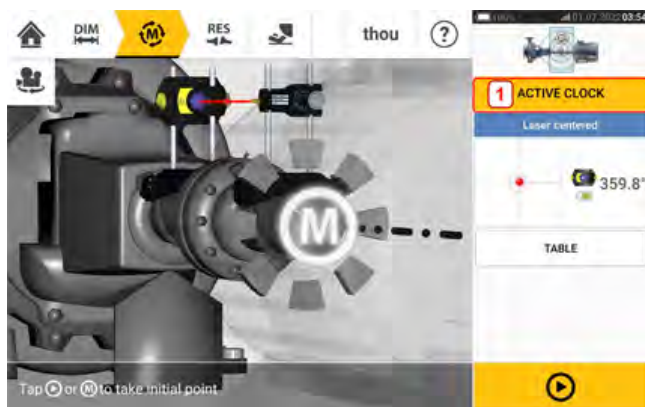 DIM
M
RES
thou
?
100%
01.07.2022 03:54
1 ACTIVE CLOCK
Laser centered
359.8°
TABLE
M
Tap or M to take initial point